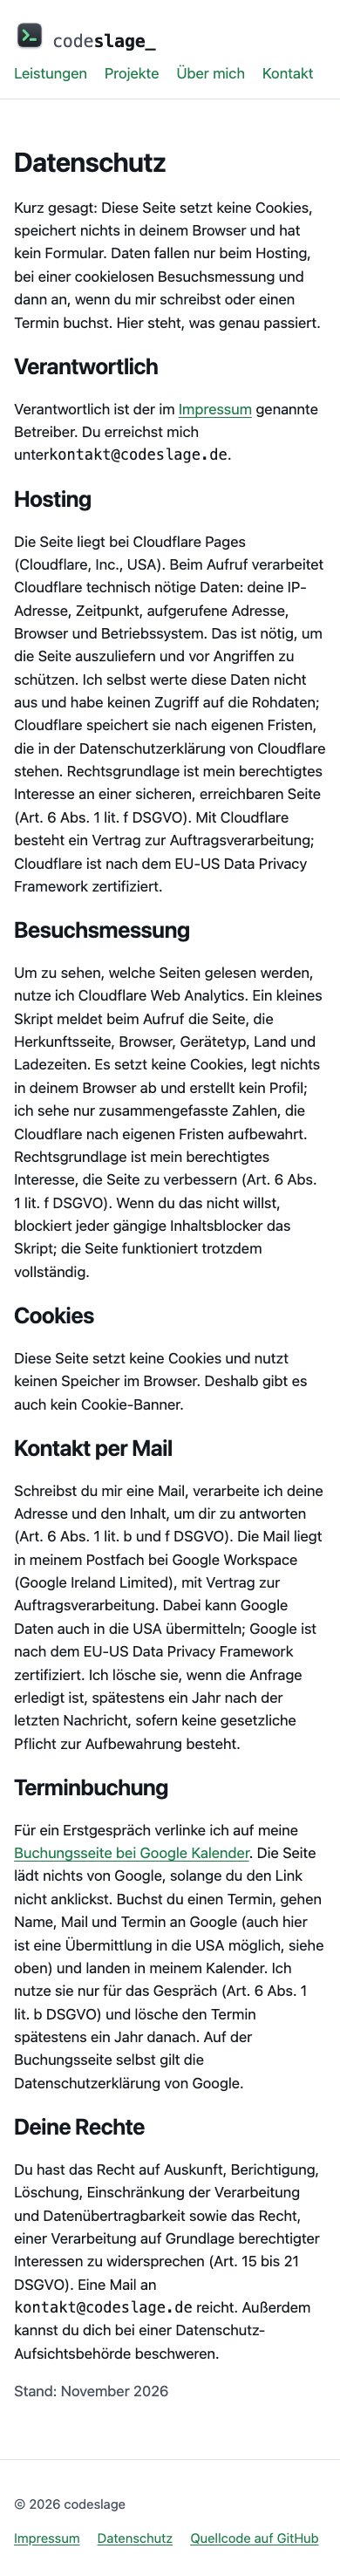 codeslage_
Leistungen Projekte Über mich Kontakt
Datenschutz
Kurz gesagt: Diese Seite setzt keine Cookies,
speichert nichts in deinem Browser und hat
kein Formular. Daten fallen nur beim Hosting,
bei einer cookielosen Besuchsmessung und
dann an, wenn du mir schreibst oder einen
Termin buchst. Hier steht, was genau passiert.
Verantwortlich
Verantwortlich ist der im Impressum genannte
Betreiber. Du erreichst mich
unterkontakt@codeslage.de.
Hosting
Die Seite liegt bei Cloudflare Pages
(Cloudflare, Inc., USA). Beim Aufruf verarbeitet
Cloudflare technisch nötige Daten: deine IP-
Adresse, Zeitpunkt, aufgerufene Adresse,
Browser und Betriebssystem. Das ist nötig, um
die Seite auszuliefern und vor Angriffen zu
schützen. Ich selbst werte diese Daten nicht
aus und habe keinen Zugriff auf die Rohdaten;
Cloudflare speichert sie nach eigenen Fristen,
die in der Datenschutzerklärung von Cloudflare
stehen. Rechtsgrundlage ist mein berechtigtes
Interesse an einer sicheren, erreichbaren Seite
(Art. 6 Abs. 1 lit. f DSGVO). Mit Cloudflare
besteht ein Vertrag zur Auftragsverarbeitung;
Cloudflare ist nach dem EU-US Data Privacy
Framework zertifiziert.
Besuchsmessung
Um zu sehen, welche Seiten gelesen werden,
nutze ich Cloudflare Web Analytics. Ein kleines
Skript meldet beim Aufruf die Seite, die
Herkunftsseite, Browser, Gerätetyp, Land und
Ladezeiten. Es setzt keine Cookies, legt nichts
in deinem Browser ab und erstellt kein Profil;
ich sehe nur zusammengefasste Zahlen, die
Cloudflare nach eigenen Fristen aufbewahrt.
Rechtsgrundlage ist mein berechtigtes
Interesse, die Seite zu verbessern (Art. 6 Abs.
1 lit. f DSGVO). Wenn du das nicht willst,
blockiert jeder gängige Inhaltsblocker das
Skript; die Seite funktioniert trotzdem
vollständig.
Cookies
Diese Seite setzt keine Cookies und nutzt
keinen Speicher im Browser. Deshalb gibt es
auch kein Cookie-Banner.
Kontakt per Mail
Schreibst du mir eine Mail, verarbeite ich deine
Adresse und den Inhalt, um dir zu antworten
(Art. 6 Abs. 1 lit. b und f DSGVO). Die Mail liegt
in meinem Postfach bei Google Workspace
(Google Ireland Limited), mit Vertrag zur
Auftragsverarbeitung. Dabei kann Google
Daten auch in die USA übermitteln; Google ist
nach dem EU-US Data Privacy Framework
zertifiziert. Ich lösche sie, wenn die Anfrage
erledigt ist, spätestens ein Jahr nach der
letzten Nachricht, sofern keine gesetzliche
Pflicht zur Aufbewahrung besteht.
Terminbuchung
Für ein Erstgespräch verlinke ich auf meine
Buchungsseite bei Google Kalender. Die Seite
lädt nichts von Google, solange du den Link
nicht anklickst. Buchst du einen Termin, gehen
Name, Mail und Termin an Google (auch hier
ist eine Übermittlung in die USA möglich, siehe
oben) und landen in meinem Kalender. Ich
nutze sie nur für das Gespräch (Art. 6 Abs. 1
lit. b DSGVO) und lösche den Termin
spätestens ein Jahr danach. Auf der
Buchungsseite selbst gilt die
Datenschutzerklärung von Google.
Deine Rechte
Du hast das Recht auf Auskunft, Berichtigung,
Löschung, Einschränkung der Verarbeitung
und Datenübertragbarkeit sowie das Recht,
einer Verarbeitung auf Grundlage berechtigter
Interessen zu widersprechen (Art. 15 bis 21
DSGVO). Eine Mail an
kontakt@codeslage.de reicht. Außerdem
kannst du dich bei einer Datenschutz-
Aufsichtsbehörde beschweren.
Stand: November 2026
© 2026 codeslage
Impressum Datenschutz Quellcode auf GitHub